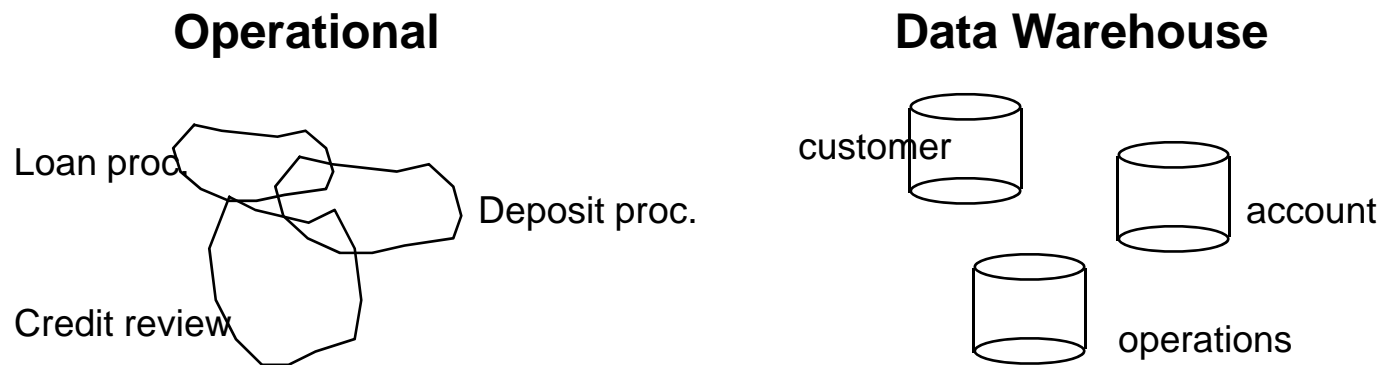 Operational
Data Warehouse
Loan proc.
Deposit proc.
Credit review
customer
account
operations